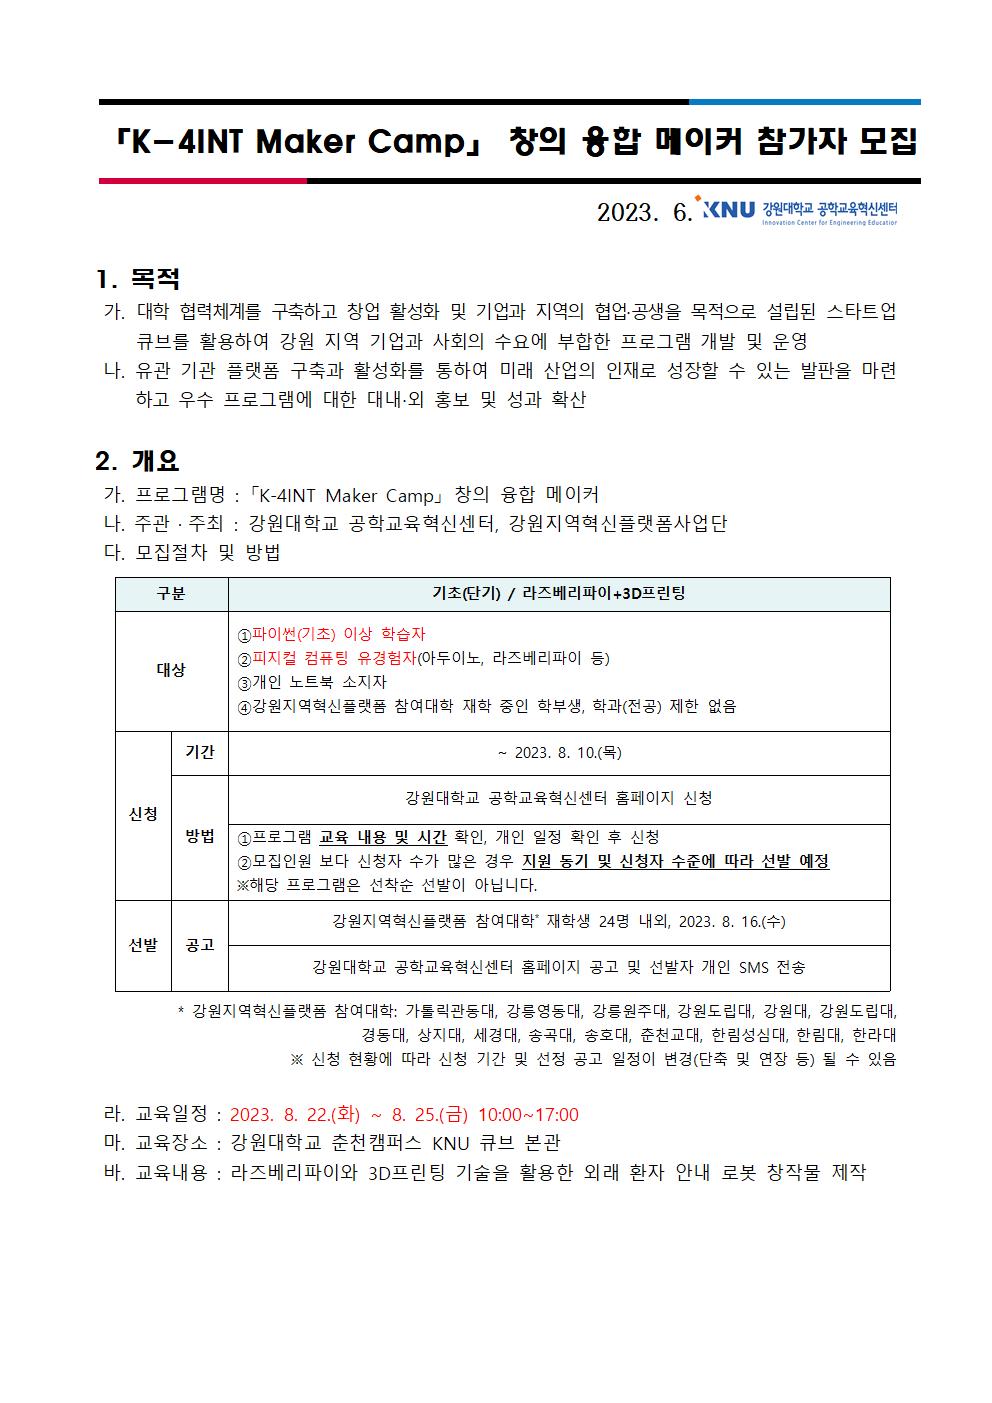 「K-4INT Maker Camp」 창의 융합 메이커 참가자 모집
2023. 6. KNU 강원대학교 공학교육혁신센터
Innovation Center for Engineering Education
1. 목적
가. 대학 협력체계를 구축하고 창업 활성화 및 기업과 지역의 협업·공생을 목적으로 설립된 스타트업
큐브를 활용하여 강원 지역 기업과 사회의 수요에 부합한 프로그램 개발 및 운영
나. 유관 기관 플랫폼 구축과 활성화를 통하여 미래 산업의 인재로 성장할 수 있는 발판을 마련
하고 우수 프로그램에 대한 대내·외 홍보 및 성과 확산
2. 개요
가. 프로그램명 : 「K-4INT Maker Camp」 창의 융합 메이커
나. 주관 · 주최 : 강원대학교 공학교육혁신센터, 강원지역혁신플랫폼사업단
다. 모집절차 및 방법
구분 기초(단기) / 라즈베리파이+3D프린팅
대상
①파이썬(기초) 이상 학습자
②피지컬 컴퓨팅 유경험자(아두이노, 라즈베리파이 등)
③개인 노트북 소지자
④강원지역혁신플랫폼 참여대학 재학 중인 학부생, 학과(전공) 제한 없음
신청
기간 ~ 2023. 8. 10.(목)
방법
강원대학교 공학교육혁신센터 홈페이지 신청
①프로그램 교육 내용 및 시간 확인, 개인 일정 확인 후 신청
②모집인원 보다 신청자 수가 많은 경우 지원 동기 및 신청자 수준에 따라 선발 예정
※해당 프로그램은 선착순 선발이 아닙니다.
선발 공고
강원지역혁신플랫폼 참여대학* 재학생 24명 내외, 2023. 8. 16.(수)
강원대학교 공학교육혁신센터 홈페이지 공고 및 선발자 개인 SMS 전송
* 강원지역혁신플랫폼 참여대학: 가톨릭관동대, 강릉영동대, 강릉원주대, 강원도립대, 강원대, 강원도립대,
경동대, 상지대, 세경대, 송곡대, 송호대, 춘천교대, 한림성심대, 한림대, 한라대
※ 신청 현황에 따라 신청 기간 및 선정 공고 일정이 변경(단축 및 연장 등) 될 수 있음
라. 교육일정 : 2023. 8. 22.(화) ~ 8. 25.(금) 10:00~17:00
마. 교육장소 : 강원대학교 춘천캠퍼스 KNU 큐브 본관
바. 교육내용 : 라즈베리파이와 3D프린팅 기술을 활용한 외래 환자 안내 로봇 창작물 제작